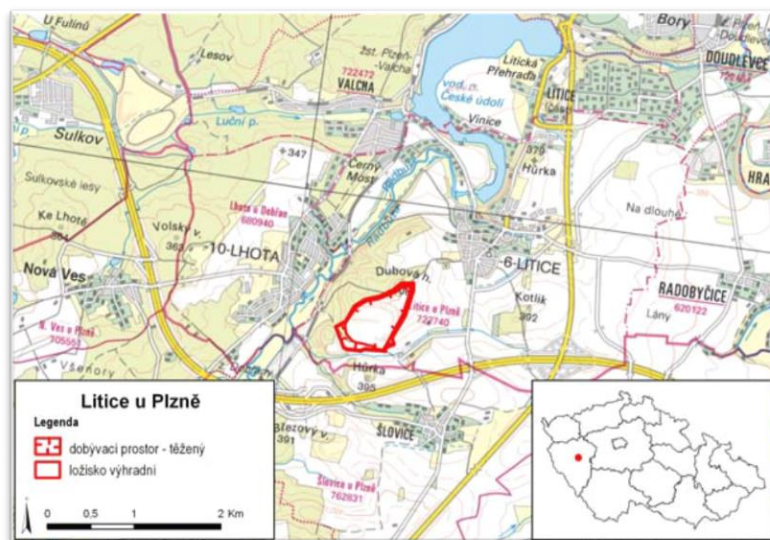 U Fulínů
Lesov
žst. Plzeň-
-Valcha
722472
VALCHA
Litická
Přehrada
vod. n.
České údolí
Bory
DOUDLEVCE
LITICE
Vinice
Luční p.
Sulkov
347
Černý
Most
376
Hůrka
HRA
Sulkovské lesy
Lhota u Dobřan
680940
Na dlouhé
Ke Lhotě
Volský v.
10-LHOTA
6-LITICE
Nová Ves
Dubová h.
RADOBYČICE
620122
Litice u Plzně
722740
Kotlík
392
Lány
N. Ves u Plzně
Všenory
Hůrka
395
Březový v.
391
ŠLOVICE
Šlovice u Plzně
762831
Litice u Plzně
Legenda
dobývací prostor - těžený
ložisko výhradní
0 0,5 1 2 Km